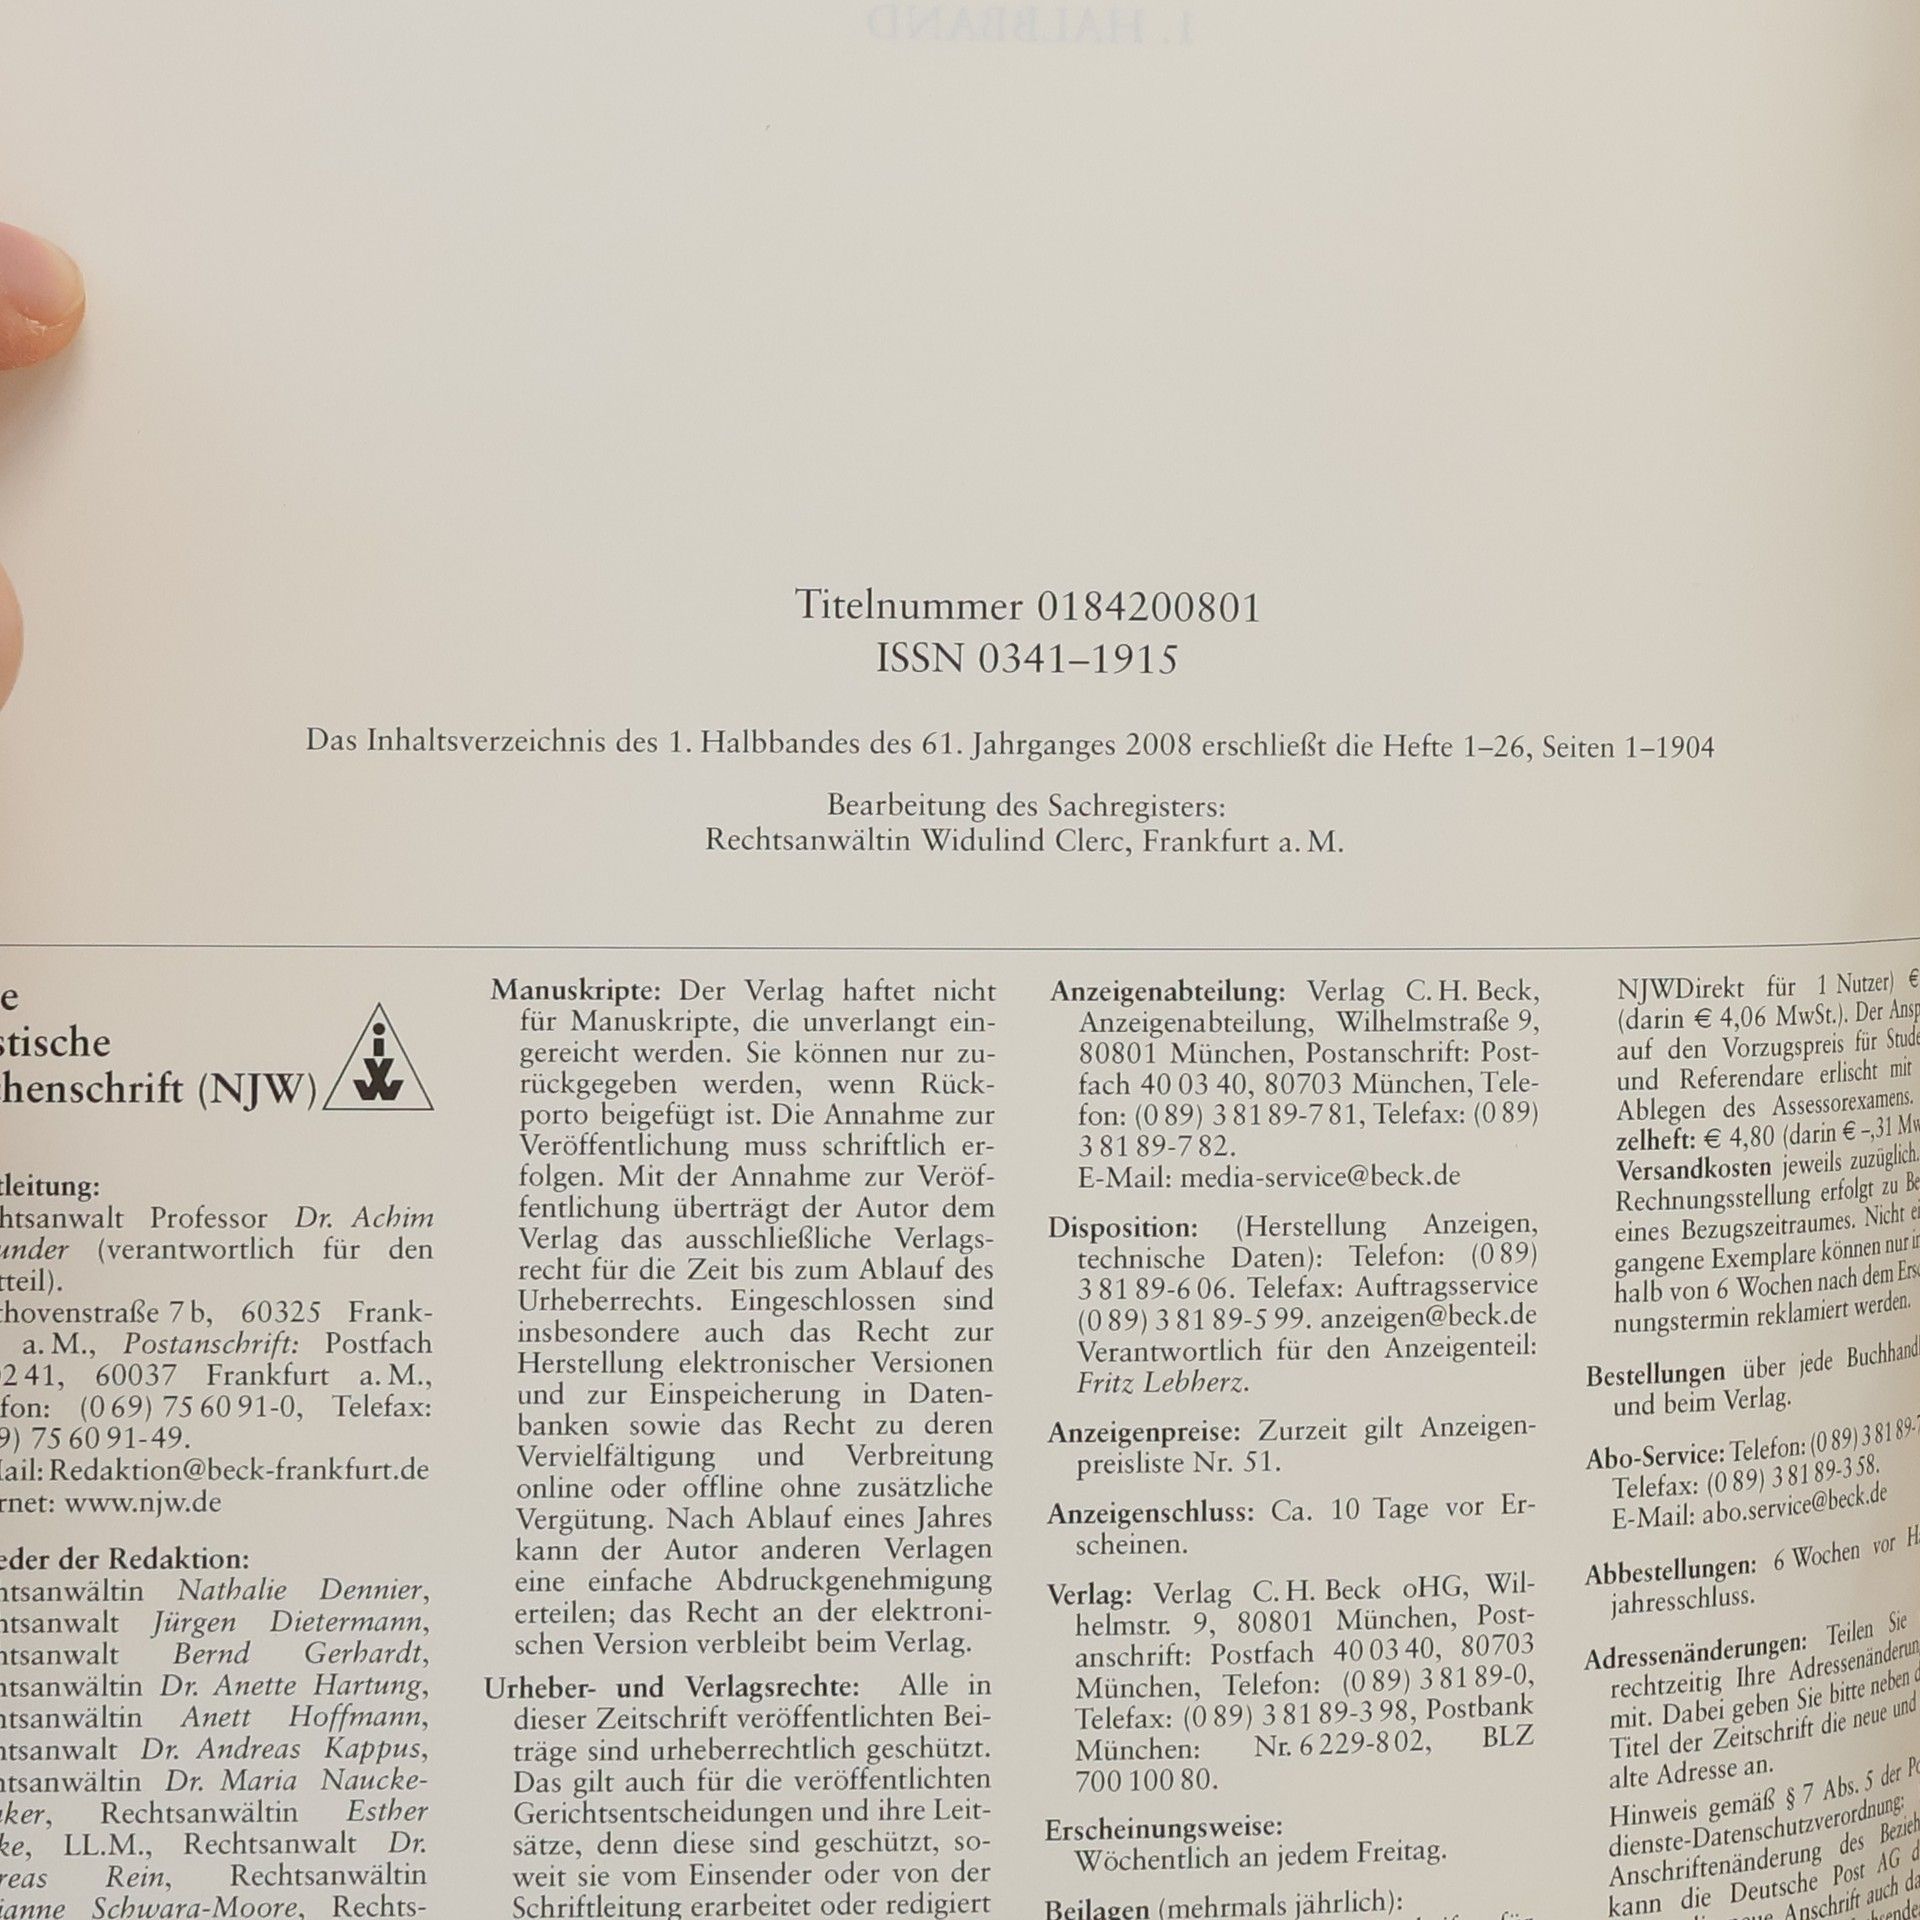 1. HALBBAND
Titelnummer 0184200801
ISSN 0341–1915
Das Inhaltsverzeichnis des 1. Halbbandes des 61. Jahrganges 2008 erschließt die Hefte 1–26, Seiten 1–1904
Bearbeitung des Sachregisters:
Rechtsanwältin Widulind Clerc, Frankfurt a. M.
e
stische
henschrift (NJW)
tleitung:
htsanwalt Professor Dr. Achim
under (verantwortlich für den
tteil).
thovenstraße 7 b, 60325 Frank-
a. M., Postanschrift: Postfach
2 41, 60037 Frankfurt a. M.,
fon: (0 69) 75 60 91-0, Telefax:
9) 75 60 91-49.
ail: Redaktion@beck-frankfurt.de
rnet: www.njw.de
eder der Redaktion:
htsanwältin Nathalie Dennier,
htsanwalt Jürgen Dietermann,
htsanwalt Bernd Gerhardt,
htsanwältin Dr. Anette Hartung,
htsanwältin Anett Hoffmann,
htsanwalt Dr. Andreas Kappus,
htsanwältin Dr. Maria Naucke-
ker, Rechtsanwältin Esther
ke, LL.M., Rechtsanwalt Dr.
reas Rein, Rechtsanwältin
ianne Schwara-Moore, Rechts-
Manuskripte: Der Verlag haftet nicht
für Manuskripte, die unverlangt ein-
gereicht werden. Sie können nur zu-
rückgegeben werden, wenn Rück-
porto beigefügt ist. Die Annahme zur
Veröffentlichung muss schriftlich er-
folgen. Mit der Annahme zur Veröf-
fentlichung überträgt der Autor dem
Verlag das ausschließliche Verlags-
recht für die Zeit bis zum Ablauf des
Urheberrechts. Eingeschlossen sind
insbesondere auch das Recht zur
Herstellung elektronischer Versionen
und zur Einspeicherung in Daten-
banken sowie das Recht zu deren
Vervielfältigung und Verbreitung
online oder offline ohne zusätzliche
Vergütung. Nach Ablauf eines Jahres
kann der Autor anderen Verlagen
eine einfache Abdruckgenehmigung
erteilen; das Recht an der elektroni-
schen Version verbleibt beim Verlag.
Urheber- und Verlagsrechte: Alle in
dieser Zeitschrift veröffentlichten Bei-
träge sind urheberrechtlich geschützt.
Das gilt auch für die veröffentlichten
Gerichtsentscheidungen und ihre Leit-
sätze, denn diese sind geschützt, so-
weit sie vom Einsender oder von der
Schriftleitung erarbeitet oder redigiert
Anzeigenabteilung: Verlag C. H. Beck,
Anzeigenabteilung, Wilhelmstraße 9,
80801 München, Postanschrift: Post-
fach 40 03 40, 80703 München, Tele-
fon: (0 89) 3 81 89-7 81, Telefax: (0 89)
3 81 89-7 82.
E-Mail: media-service@beck.de
Disposition: (Herstellung Anzeigen,
technische Daten): Telefon: (0 89)
3 81 89-6 06. Telefax: Auftragsservice
(0 89) 3 81 89-5 99. anzeigen@beck.de
Verantwortlich für den Anzeigenteil:
Fritz Lebherz.
Anzeigenpreise: Zurzeit gilt Anzeigen-
preisliste Nr. 51.
Anzeigenschluss: Ca. 10 Tage vor Er-
scheinen.
Verlag: Verlag C. H. Beck oHG, Wil-
helmstr. 9, 80801 München, Post-
anschrift: Postfach 40 03 40, 80703
München, Telefon: (0 89) 3 81 89-0,
Telefax: (0 89) 3 81 89-3 98, Postbank
München: Nr. 6 229-8 02, BLZ
700 100 80.
Erscheinungsweise:
Wöchentlich an jedem Freitag.
Beilagen (mehrmals jährlich):
NJWDirekt für 1 Nutzer) €
(darin € 4,06 MwSt.). Der Ansp
auf den Vorzugspreis für Stude
und Referendare erlischt mit
Ablegen des Assessorexamens.
zelheft: € 4,80 (darin € –,31 Mw
Versandkosten jeweils zuzüglich.
Rechnungsstellung erfolgt zu Be
eines Bezugszeitraumes. Nicht ei
gangene Exemplare können nur in
halb von 6 Wochen nach dem Ersc
nungstermin reklamiert werden.
Bestellungen über jede Buchhandl
und beim Verlag.
Abo-Service: Telefon: (0 89) 3 81 89-7
Telefax: (0 89) 3 81 89-3 58.
E-Mail: abo.service@beck.de
Abbestellungen: 6 Wochen vor H
jahresschluss.
Adressenänderungen: Teilen Sie
rechtzeitig Ihre Adressenänderun
mit. Dabei geben Sie bitte neben d
Titel der Zeitschrift die neue und
alte Adresse an.
Hinweis gemäß § 7 Abs. 5 der Po
dienste-Datenschutzverordnung:
Anschriftenänderung des Bezieh
kann die Deutsche Post AG d
Anschrift auch da